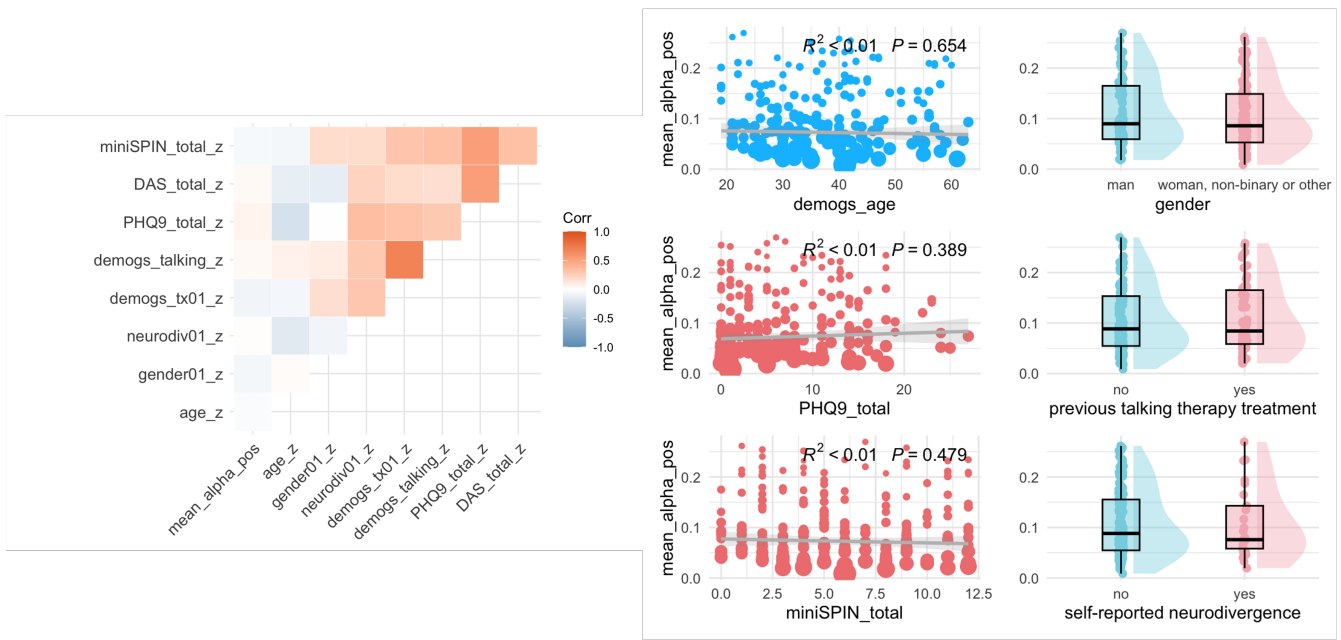 miniSPIN_total_z
DAS_total_z
PHQ9_total_z
demogs_talking_z
demogs_tx01_z
neurodiv01_z
gender01_z
age_z
mean_alpha_pos
age_z
gender01_z
neurodiv01_z
demogs_tx01_z
demogs_talking_z
PHQ9_total_z
DAS_total_z
Corr
1.0
0.5
0.0
-0.5
-1.0
mean_alpha_pos
0.2
0.1
0.0
R² < 0.01 P = 0.654
20 30 40 50 60
demogs_age
0.2
0.1
0.0
man woman, non-binary or other
gender
mean_alpha_pos
0.2
0.1
0.0
R² < 0.01 P = 0.389
0 10 20
PHQ9_total
0.2
0.1
0.0
no yes
previous talking therapy treatment
mean_alpha_pos
0.2
0.1
0.0
R² < 0.01 P = 0.479
0.0 2.5 5.0 7.5 10.0 12.5
miniSPIN_total
0.2
0.1
0.0
no yes
self-reported neurodivergence